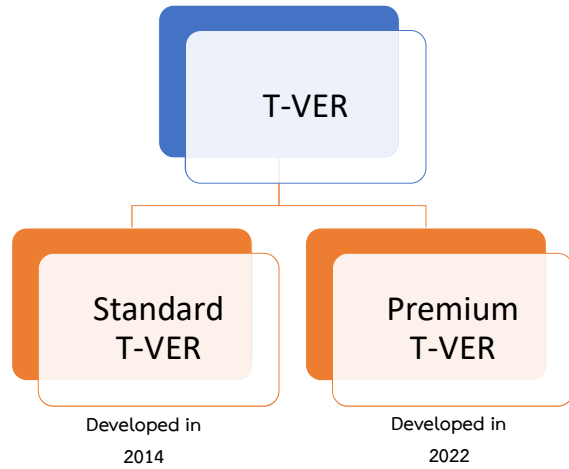 T-VER
Standard
T-VER
Premium
T-VER
Developed in
2014
Developed in
2022